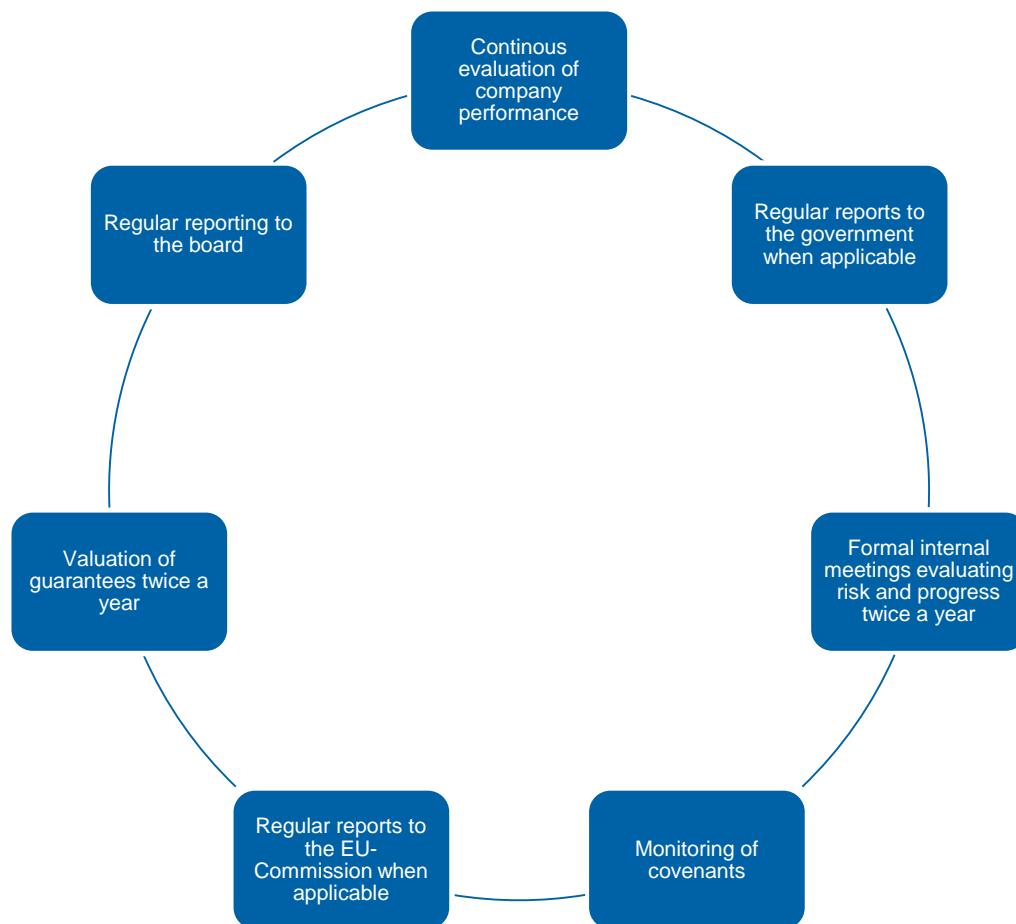 Continous
evaluation of
company
performance
Regular reports to
the government
when applicable
Formal internal
meetings evaluating
risk and progress
twice a year
Monitoring of
covenants
Regular reports to
the EU-
Commission when
applicable
Valuation of
guarantees twice a
year
Regular reporting to
the board